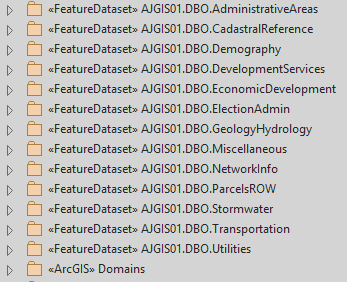 «FeatureDataset» AJGIS01.DBO.AdministrativeAreas
«FeatureDataset» AJGIS01.DBO.CadastralReference
«FeatureDataset» AJGIS01.DBO.Demography
«FeatureDataset» AJGIS01.DBO.DevelopmentServices
«FeatureDataset» AJGIS01.DBO.EconomicDevelopment
«FeatureDataset» AJGIS01.DBO.ElectionAdmin
«FeatureDataset» AJGIS01.DBO.GeologyHydrology
«FeatureDataset» AJGIS01.DBO.Miscellaneous
«FeatureDataset» AJGIS01.DBO.NetworkInfo
«FeatureDataset» AJGIS01.DBO.ParcelsROW
«FeatureDataset» AJGIS01.DBO.Stormwater
«FeatureDataset» AJGIS01.DBO.Transportation
«FeatureDataset» AJGIS01.DBO.Utilities
«ArcGIS» Domains